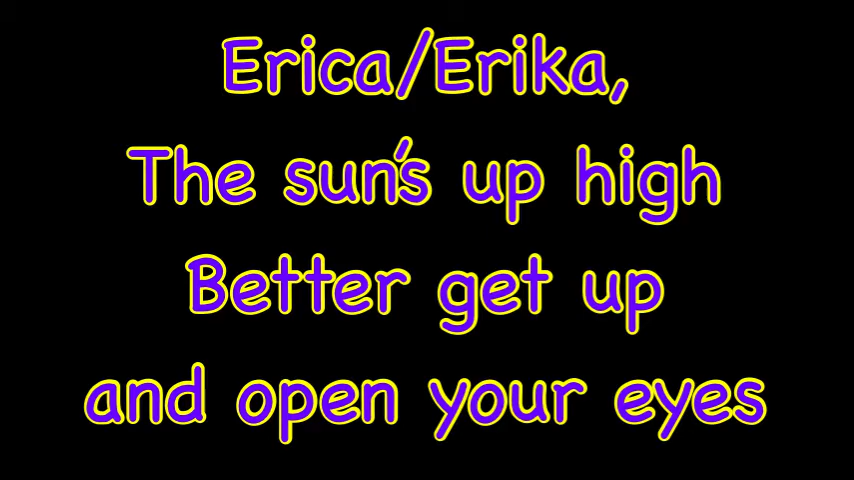 Erica/Erika,
The sun's up high
Better get up
and open your eyes